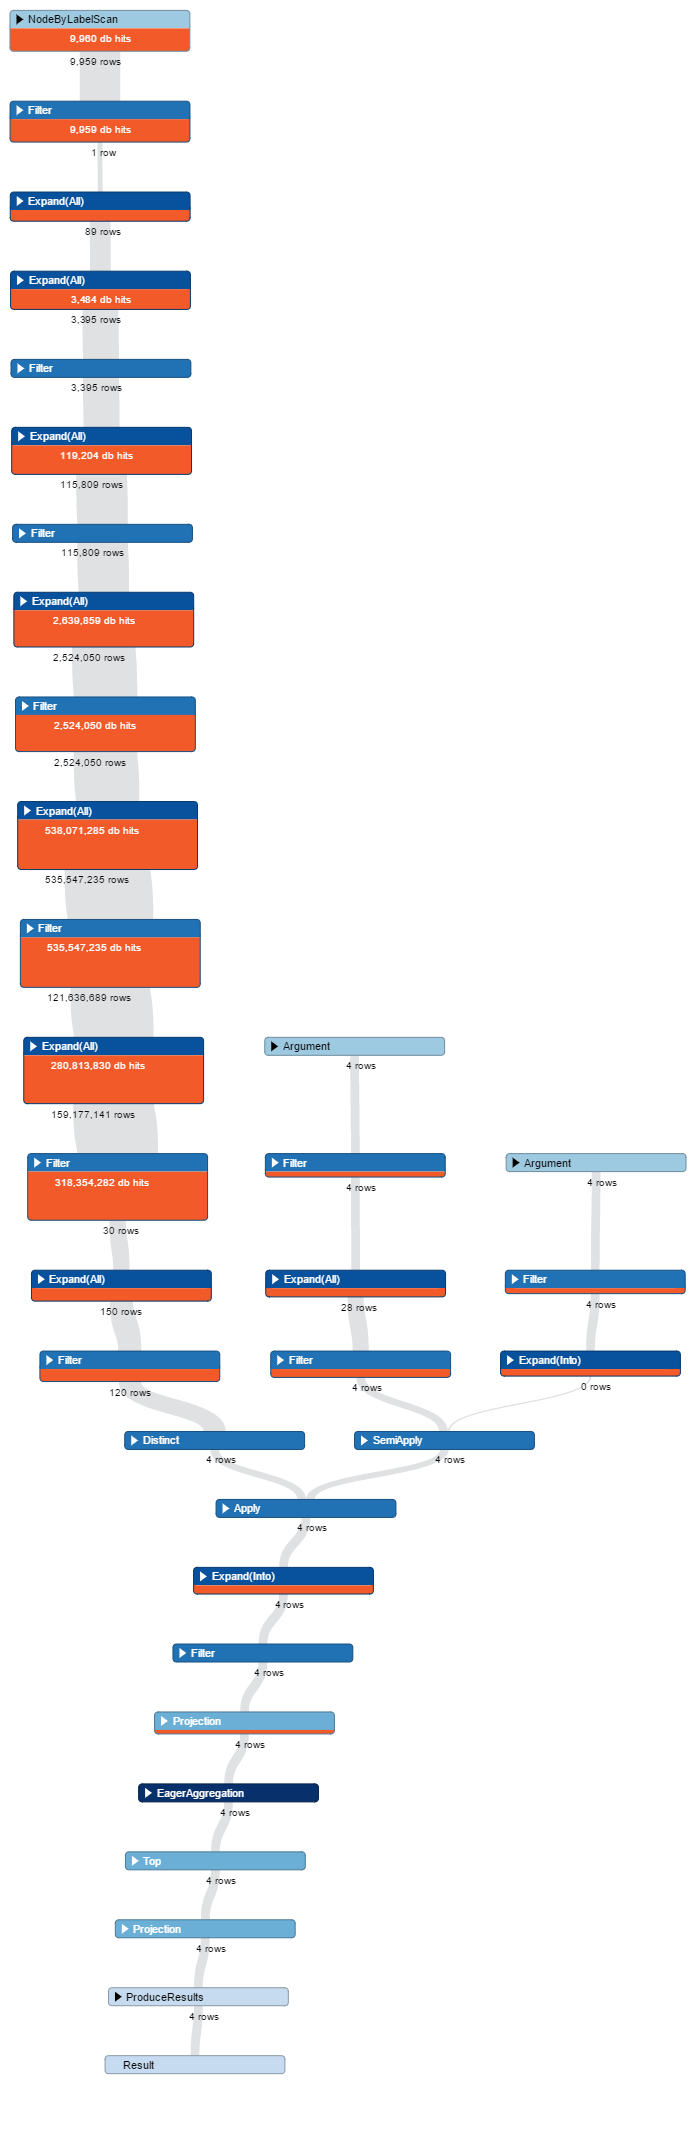 NodeByLabelScan
9,960 db hits
9,959 rows
Filter
9,959 db hits
1 row
Expand(All)
89 rows
Expand(All)
3,484 db hits
3,395 rows
Filter
3,395 rows
Expand(All)
119,204 db hits
115,809 rows
Filter
115,809 rows
Expand(All)
2,639,859 db hits
2,524,050 rows
Filter
2,524,050 db hits
2,524,050 rows
Expand(All)
538,071,285 db hits
535,547,235 rows
Filter
535,547,235 db hits
121,636,689 rows
Expand(All)
280,813,830 db hits
159,177,141 rows
Filter
318,354,282 db hits
30 rows
Expand(All)
150 rows
Filter
120 rows
Distinct
4 rows
Argument
4 rows
Filter
4 rows
Expand(All)
28 rows
Filter
4 rows
Argument
4 rows
Filter
4 rows
Expand(Into)
0 rows
SemiApply
4 rows
Apply
4 rows
Expand(Into)
4 rows
Filter
4 rows
Projection
4 rows
EagerAggregation
4 rows
Top
4 rows
Projection
4 rows
ProduceResults
4 rows
Result